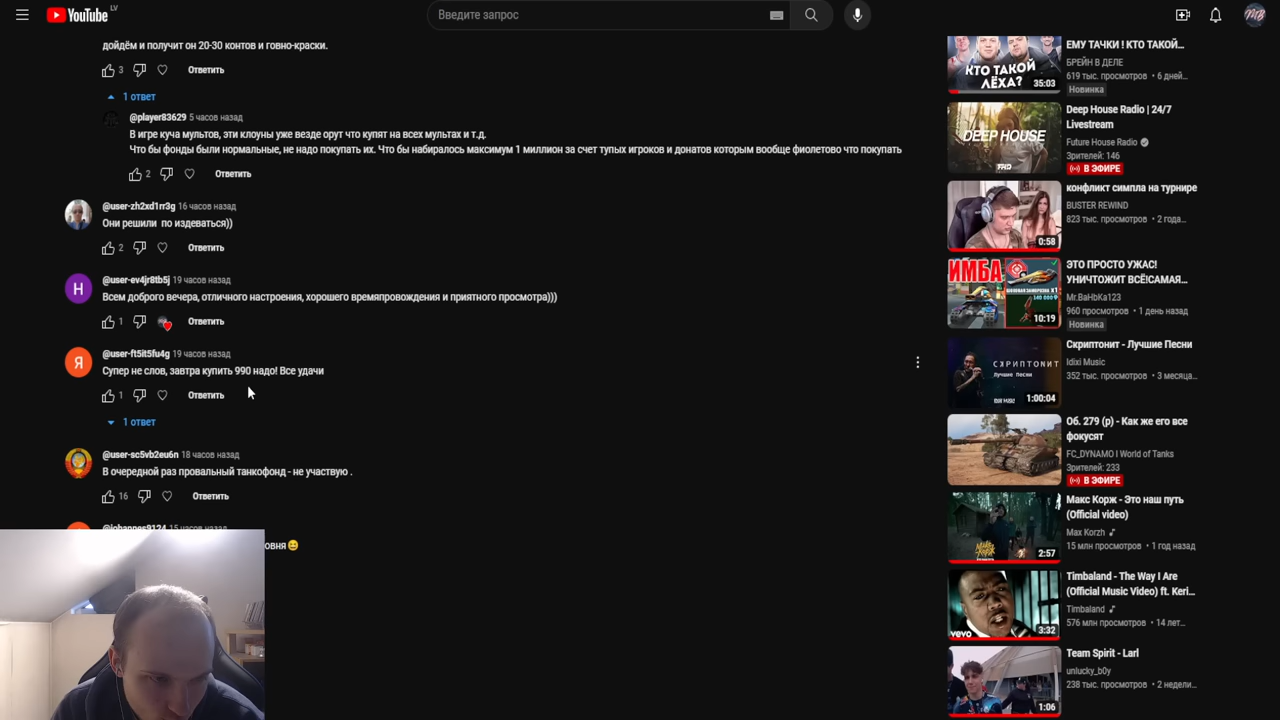 YouTube LV
Введите запрос
дойдём и получит он 20-30 контов и говно-краски.
3 Ответить
1 ответ
@player83629 5 часов назад
В игре куча мультов, эти клоуны уже везде орут что купят на всех мультах и т.д.
Что бы фонды были нормальные, не надо покупать их. Что бы набиралось максимум 1 миллион за счет тупых игроков и донатов которым вообще фиолетово что покупать
2 Ответить
@user-zh2xd1rr3g 16 часов назад
Они решили по издеваться))
2 Ответить
Н
@user-ev4jr8tb5j 19 часов назад
Всем доброго вечера, отличного настроения, хорошего времяпровождения и приятного просмотра)))
1 Ответить
Я
@user-ft5it5fu4g 19 часов назад
Супер не слов, завтра купить 990 надо! Все удачи
1 Ответить
1 ответ
@user-sc5vb2eu6n 18 часов назад
В очередной раз провальный танкофонд - не участвую .
16 Ответить
@johannes9124 15 часов назад
овня😆
КТО ТАКОЙ
ЛЁХА?
35:03
ЕМУ ТАЧКИ ! КТО ТАКОЙ...
БРЕЙН В ДЕЛЕ
619 тыс. просмотров • 6 дней...
Новинка
DEEP HOUSE
FHD
Deep House Radio | 24/7
Livestream
Future House Radio
Зрителей: 146
В ЭФИРЕ
0:58
конфликт симпла на турнире
BUSTER REWIND
823 тыс. просмотров • 2 года...
ИМБА
10:19
ЭТО ПРОСТО УЖАС!
УНИЧТОЖИТ ВСЁ!САМАЯ...
Mr.BaHbKa123
960 просмотров • 1 день назад
Новинка
СКРИПТОНИТ
Лучшие Песни
1:00:04
Скриптонит - Лучшие Песни
Idixi Music
352 тыс. просмотров • 3 месяца...
Об. 279 (р) - Как же его все
фокусят
FC_DYNAMO I World of Tanks
Зрителей: 233
В ЭФИРЕ
2:57
Макс Корж - Это наш путь
(Official video)
Max Korzh
15 млн просмотров • 1 год назад
vevo
3:32
Timbaland - The Way I Are
(Official Music Video) ft. Keri...
Timbaland
576 млн просмотров • 14 лет...
1:06
Team Spirit - Larl
unlucky_b0y
238 тыс. просмотров • 2 недели...